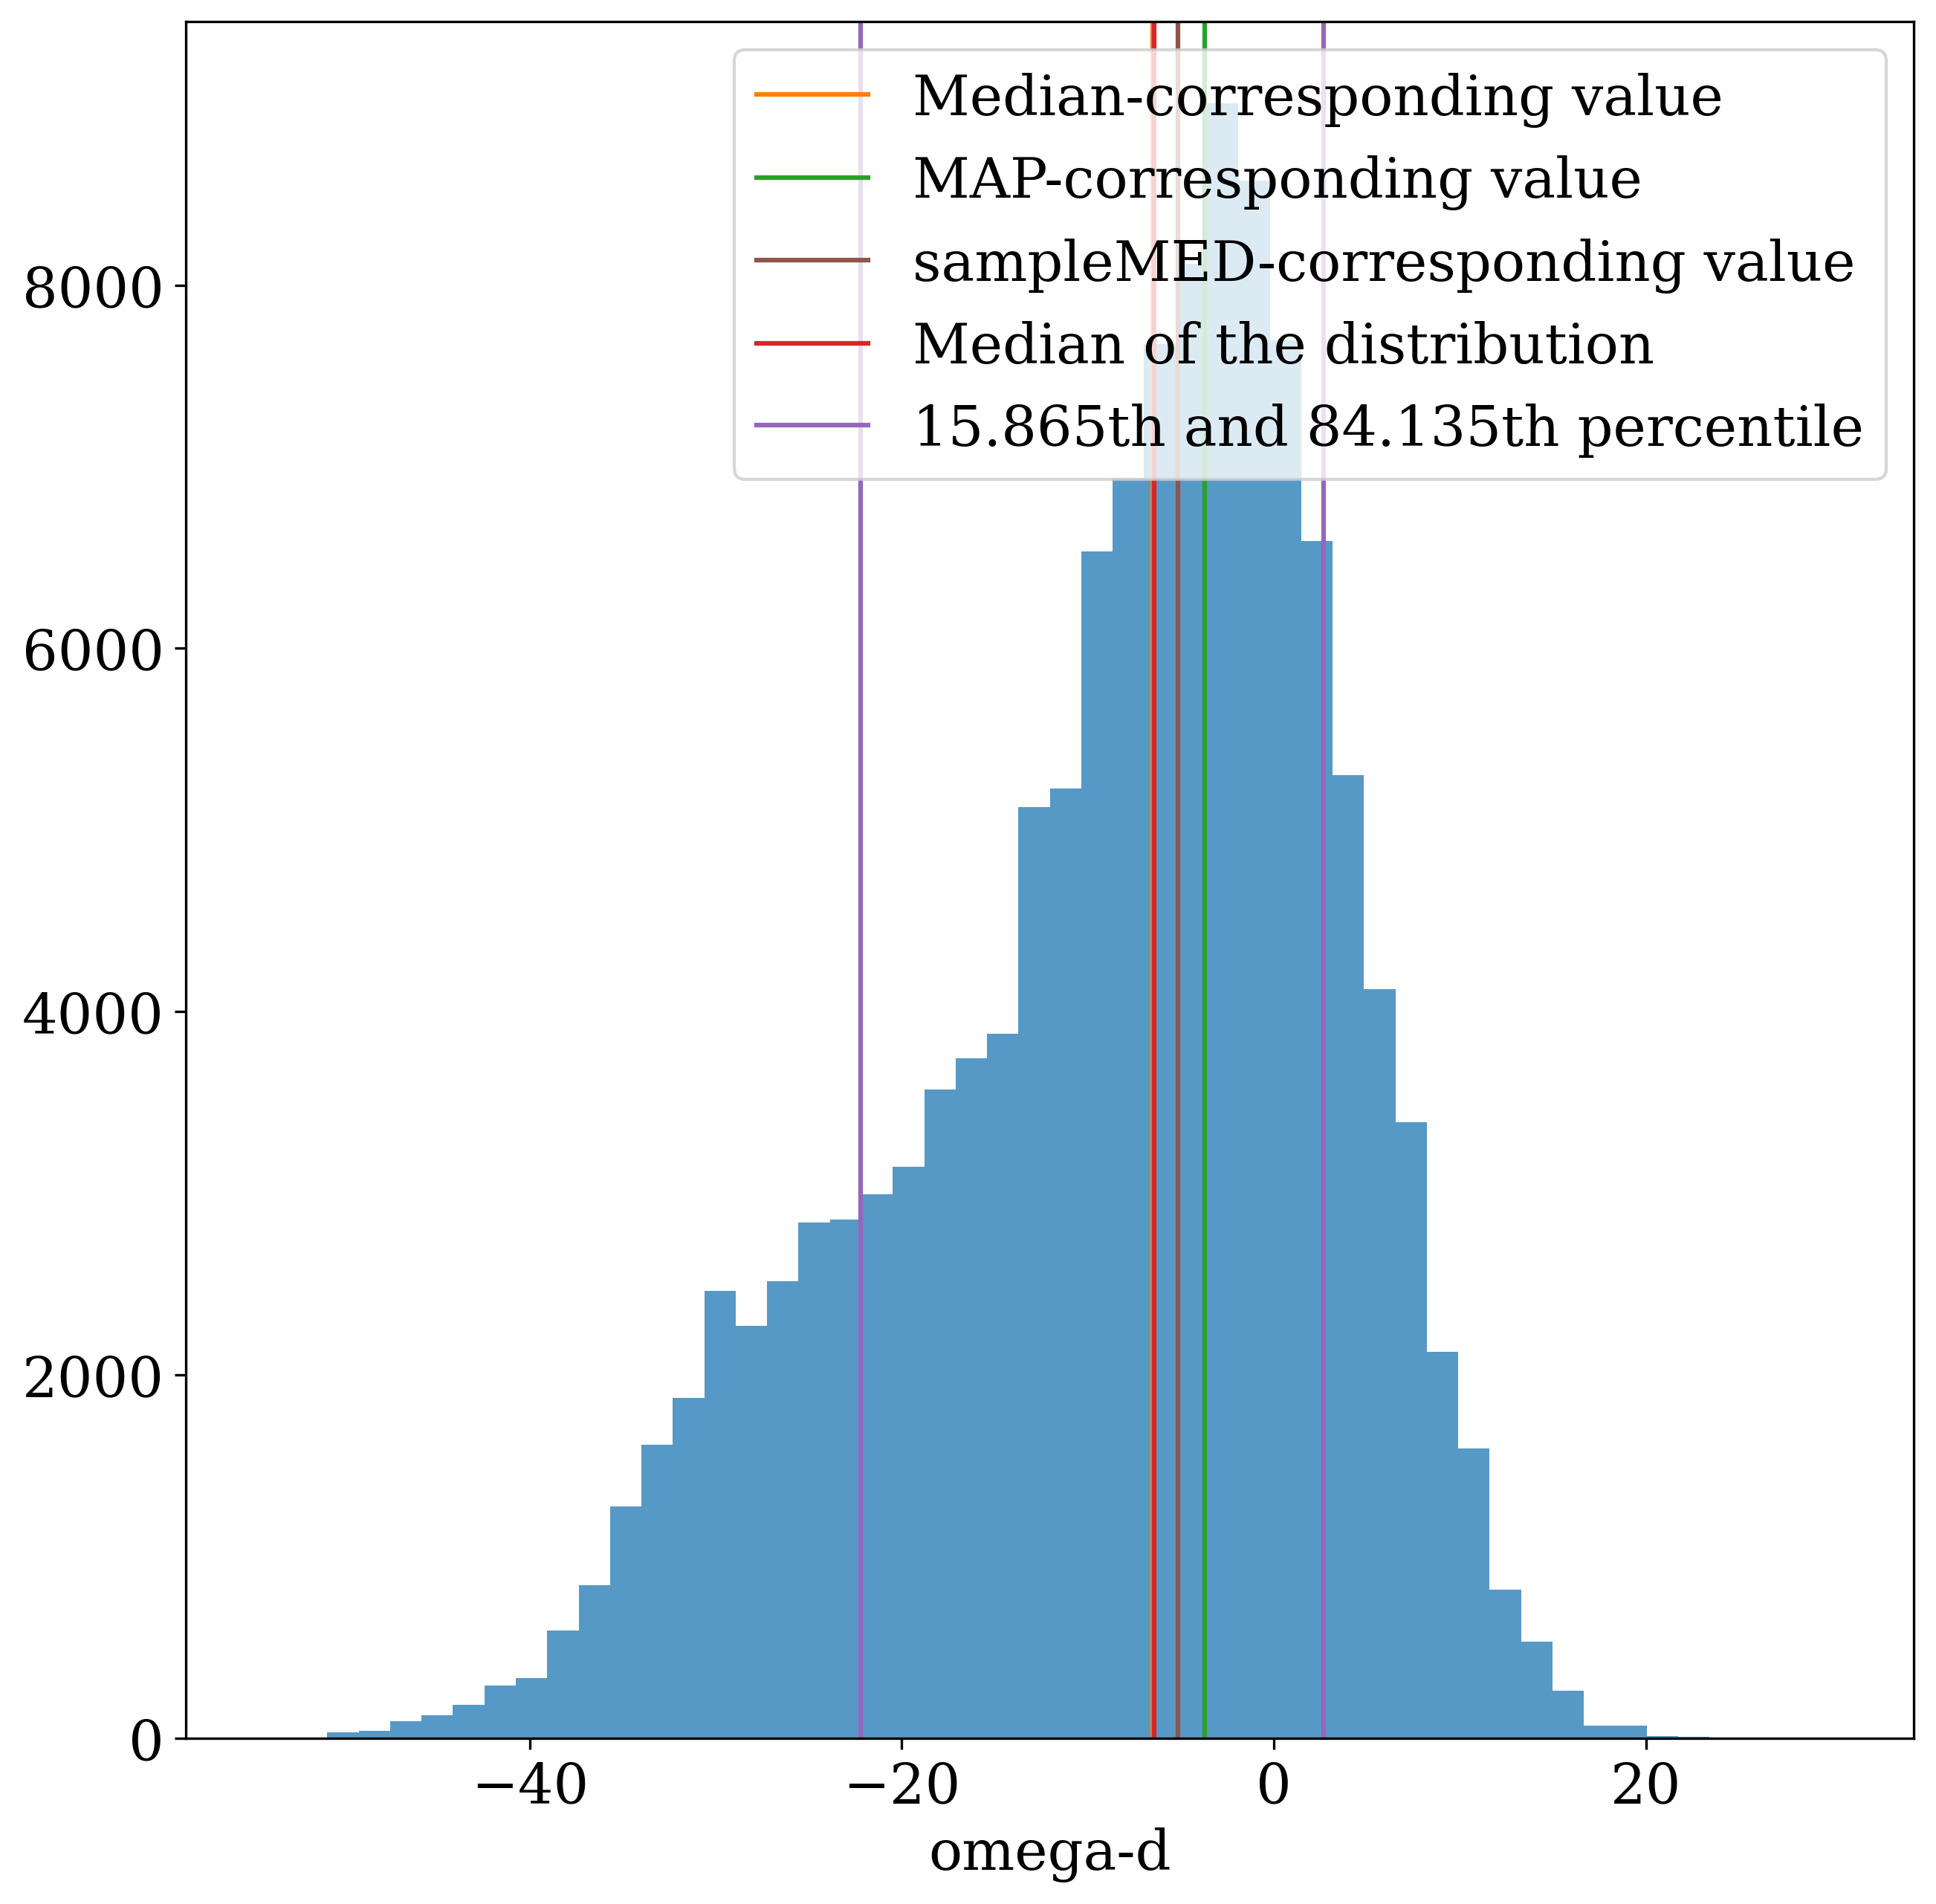 Median-corresponding value
MAP-corresponding value
sampleMED-corresponding value
Median of the distribution
15.865th and 84.135th percentile
8000
6000
4000
2000
0
−40 −20 0 20
omega-d